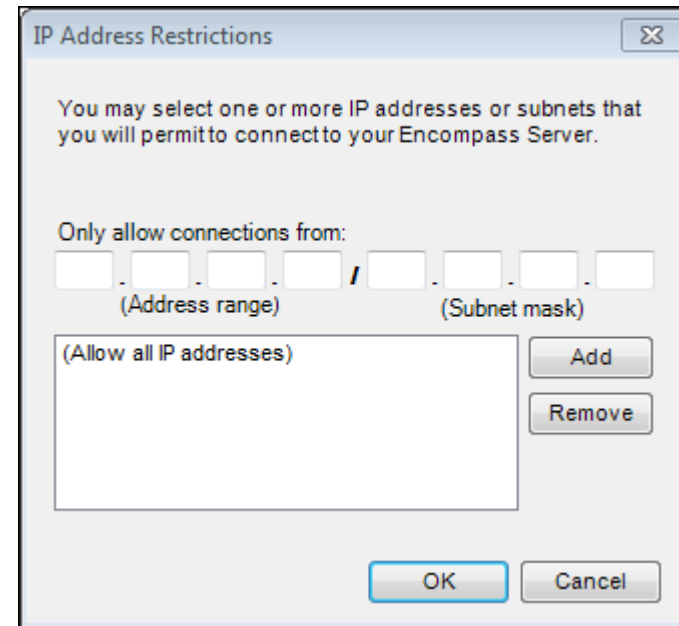 IP Address Restrictions
You may select one or more IP addresses or subnets that
you will permit to connect to your Encompass Server.
Only allow connections from:
. . . / . . .
(Address range) (Subnet mask)
(Allow all IP addresses)
Add
Remove
OK Cancel